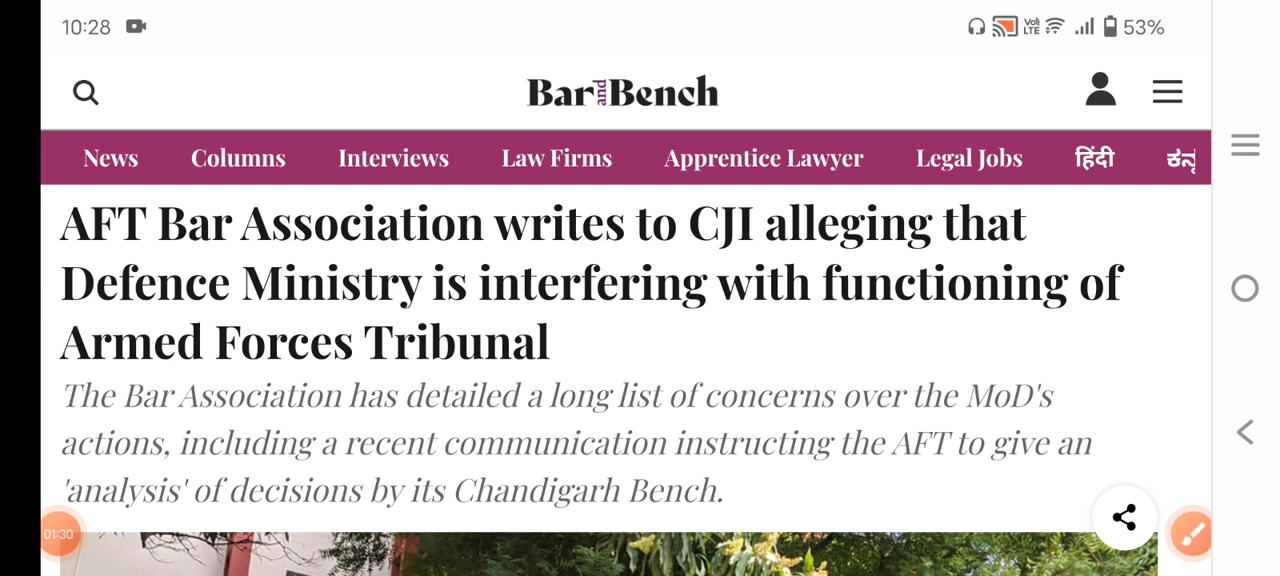 10:28 Vo) LTE 53%
Bar and Bench
News Columns Interviews Law Firms Apprentice Lawyer Legal Jobs हिंदी
AFT Bar Association writes to CJI alleging that
Defence Ministry is interfering with functioning of
Armed Forces Tribunal
The Bar Association has detailed a long list of concerns over the MoD's
actions, including a recent communication instructing the AFT to give an
'analysis' of decisions by its Chandigarh Bench.
01:30